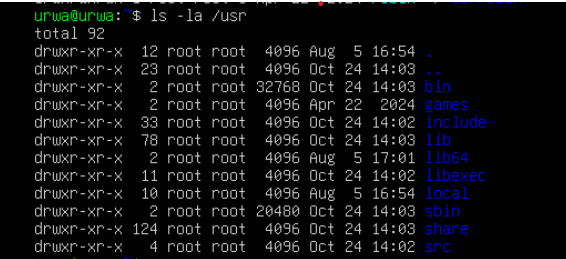 urwa@urwa:~$ ls -la /usr
total 92
drwxr-xr-x  12 root root  4096 Aug  5 16:54 .
drwxr-xr-x  23 root root  4096 Oct 24 14:03 ..
drwxr-xr-x   2 root root 32768 Oct 24 14:03 bin
drwxr-xr-x   2 root root  4096 Apr 22  2024 games
drwxr-xr-x  33 root root  4096 Oct 24 14:02 include
drwxr-xr-x  78 root root  4096 Oct 24 14:03 lib
drwxr-xr-x   2 root root  4096 Aug  5 17:01 lib64
drwxr-xr-x  11 root root  4096 Oct 24 14:02 libexec
drwxr-xr-x  10 root root  4096 Aug  5 16:54 local
drwxr-xr-x   2 root root 20480 Oct 24 14:03 sbin
drwxr-xr-x 124 root root  4096 Oct 24 14:03 share
drwxr-xr-x   4 root root  4096 Oct 24 14:02 src